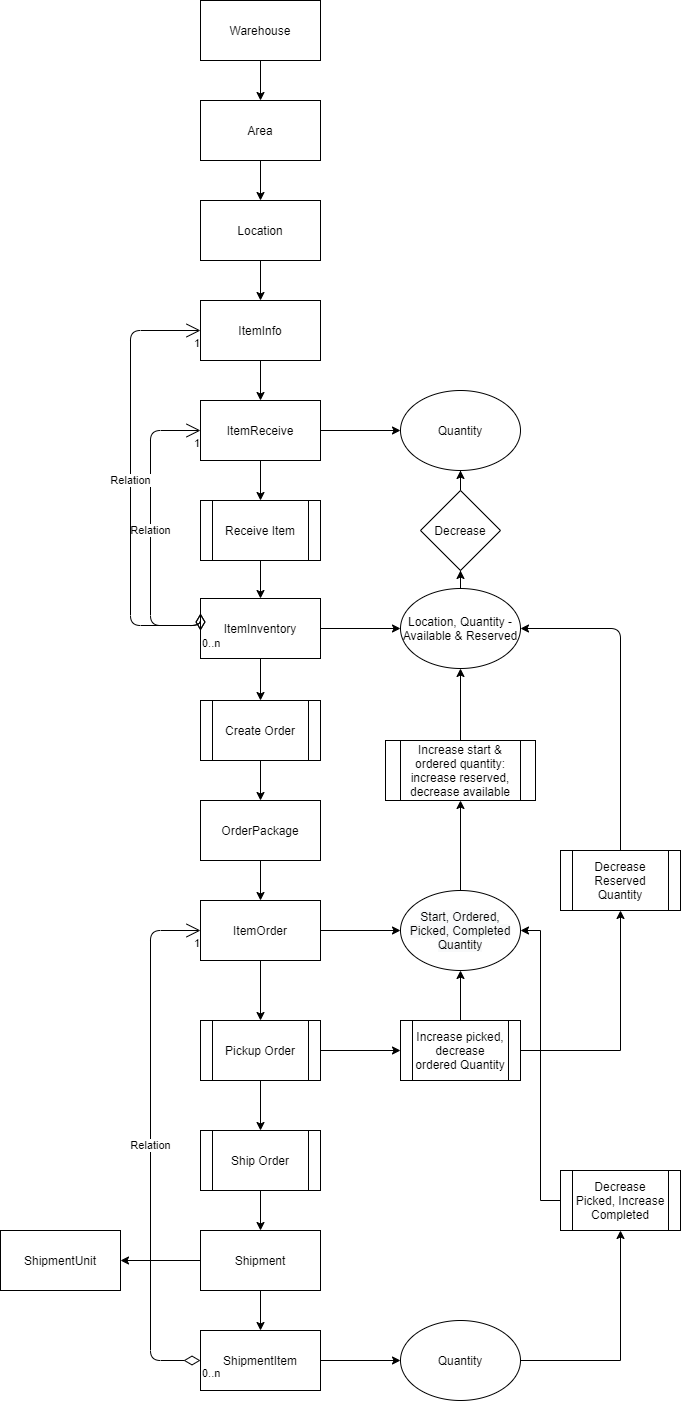 Warehouse
Area
Location
ItemInfo
1
ItemReceive
Quantity
1
Relation
Receive Item
Decrease
Relation
ItemInventory
0..n
Location, Quantity -
Available & Reserved
Create Order
Increase start &
ordered quantity:
increase reserved,
decrease available
OrderPackage
Decrease
Reserved
Quantity
ItemOrder
1
Start, Ordered,
Picked, Completed
Quantity
Pickup Order
Increase picked,
decrease
ordered Quantity
Relation
Ship Order
Decrease
Picked, Increase
Completed
ShipmentUnit
Shipment
ShipmentItem
0..n
Quantity